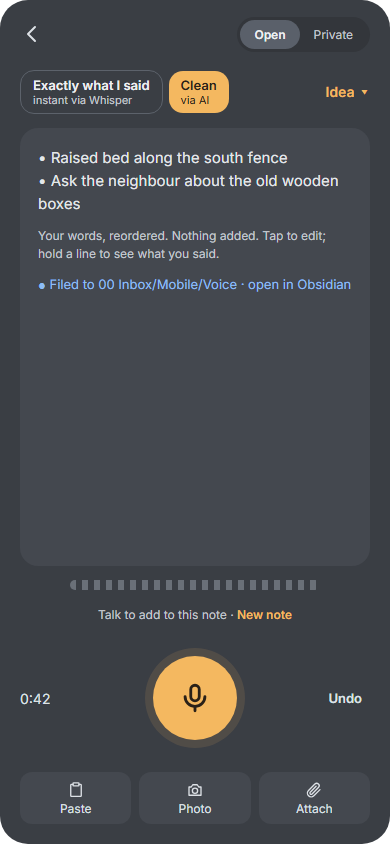 Open Private
Exactly what I said
instant via Whisper
Clean
via AI
Idea
• Raised bed along the south fence
• Ask the neighbour about the old wooden
boxes
Your words, reordered. Nothing added. Tap to edit;
hold a line to see what you said.
● Filed to 00 Inbox/Mobile/Voice · open in Obsidian
Talk to add to this note · New note
0:42
Undo
Paste
Photo
Attach